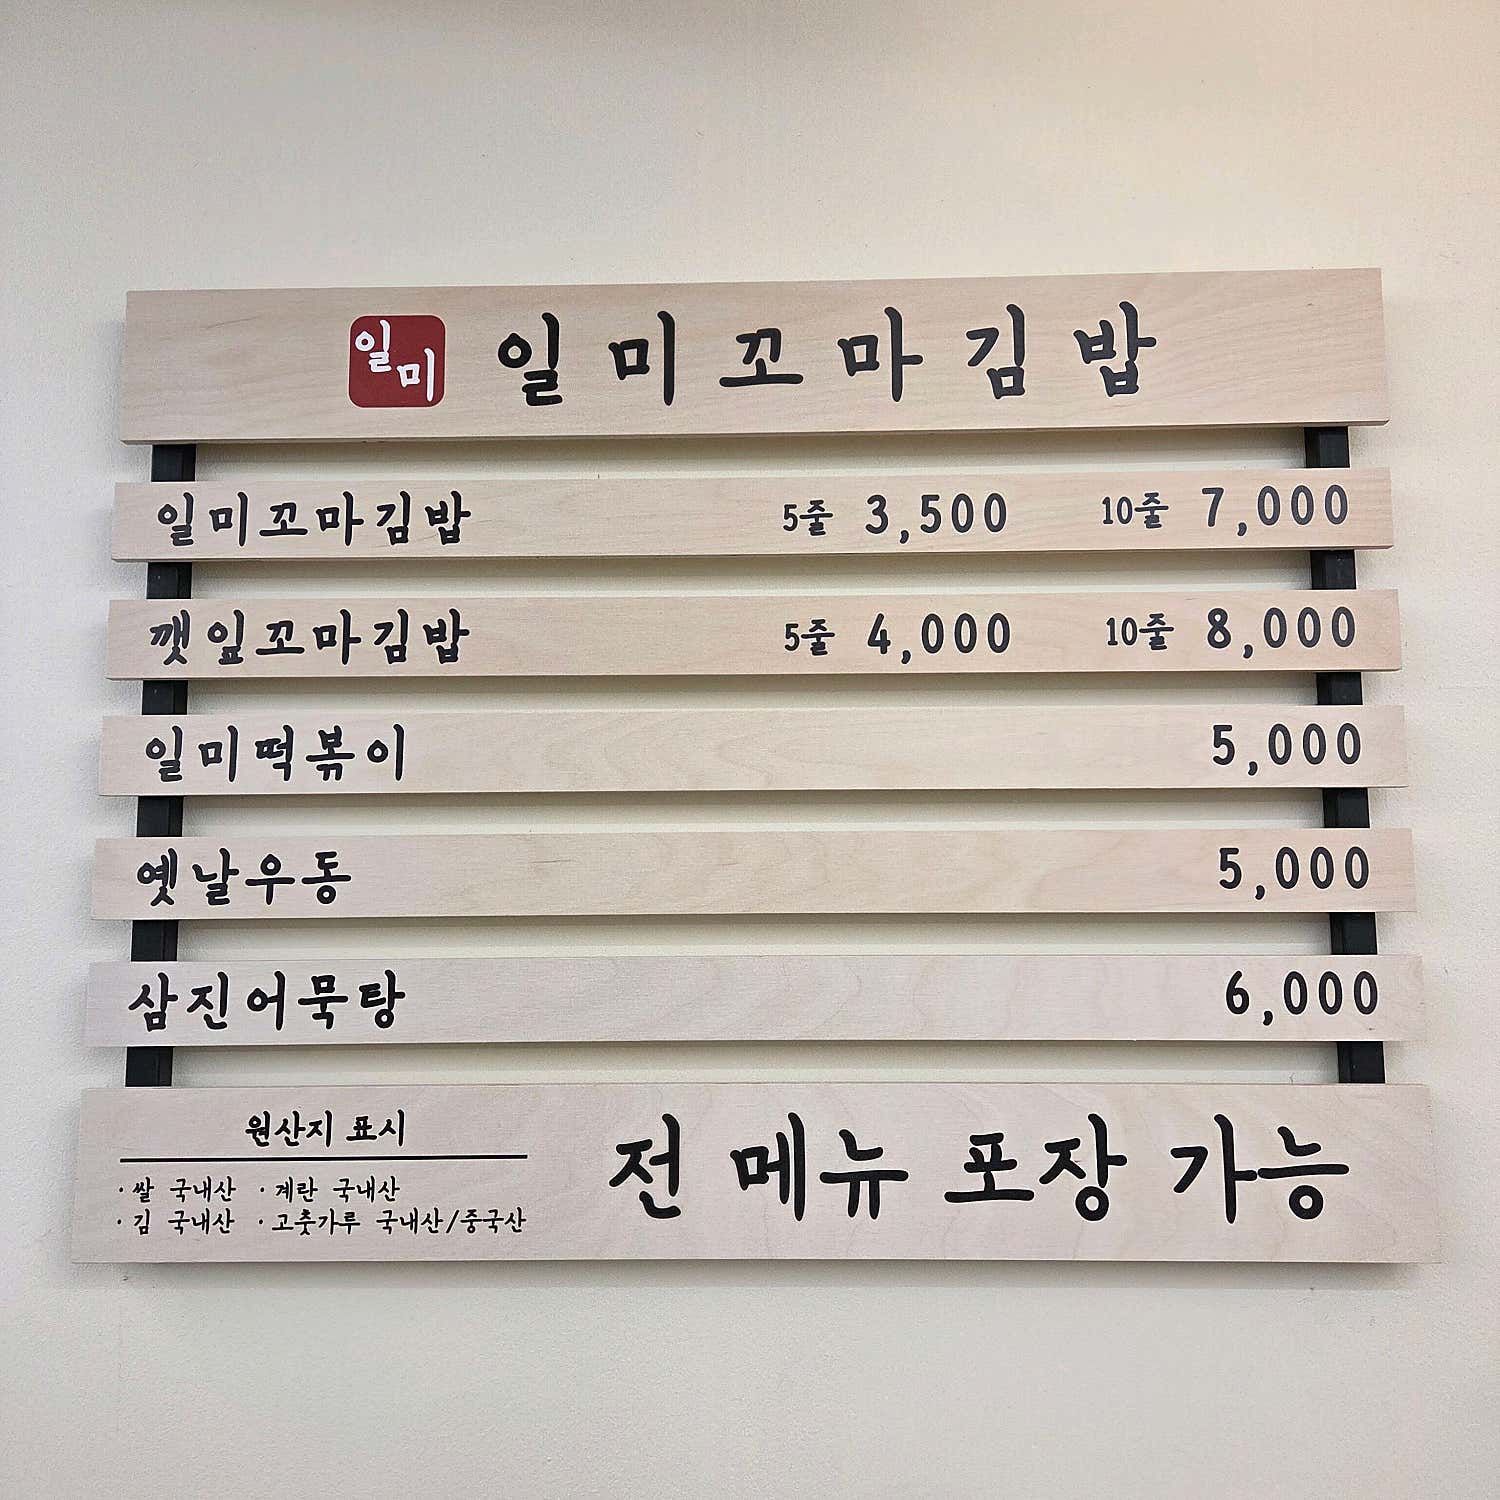 일미 일미꼬마김밥
일미꼬마김밥 5줄 3,500 10줄 7,000
깻잎꼬마김밥 5줄 4,000 10줄 8,000
일미떡볶이 5,000
옛날우동 5,000
삼진어묵탕 6,000
원산지 표시
· 쌀 국내산 · 계란 국내산
· 김 국내산 · 고춧가루 국내산/중국산
전 메뉴 포장 가능